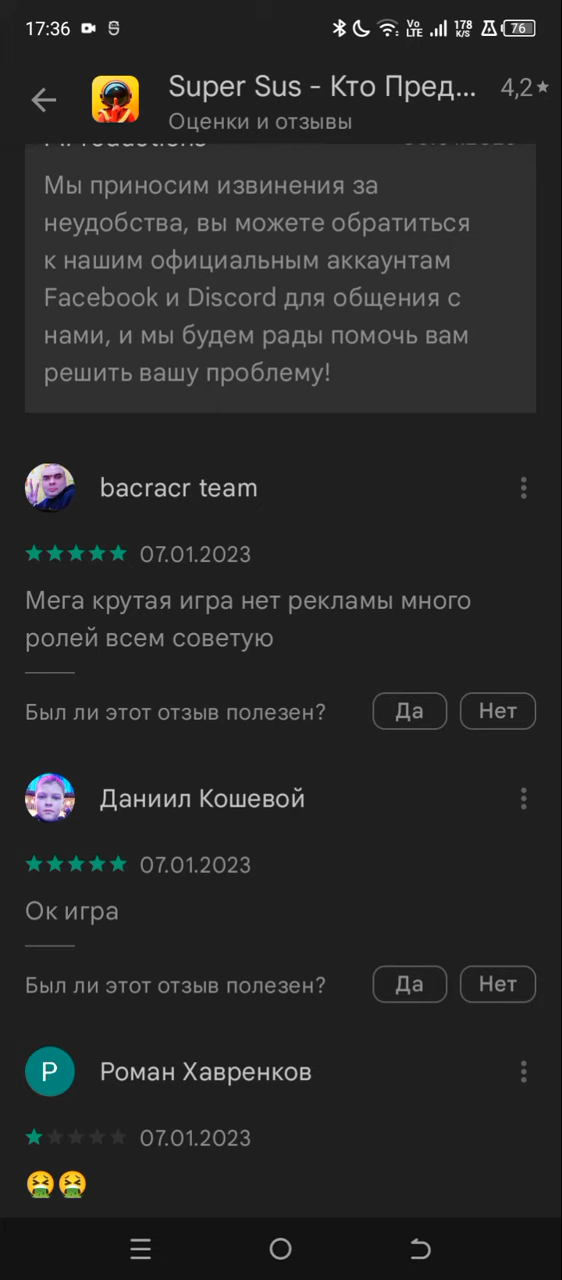 17:36
Vo
LTE
178
K/S
76
Super Sus - Кто Пред...
4,2★
Оценки и отзывы
Мы приносим извинения за
неудобства, вы можете обратиться
к нашим официальным аккаунтам
Facebook и Discord для общения с
нами, и мы будем рады помочь вам
решить вашу проблему!
bacracr team
07.01.2023
Мега крутая игра нет рекламы много
ролей всем советую
Был ли этот отзыв полезен?
Да
Нет
Даниил Кошевой
07.01.2023
Ок игра
Был ли этот отзыв полезен?
Да
Нет
Р
Роман Хавренков
07.01.2023
🤮🤮